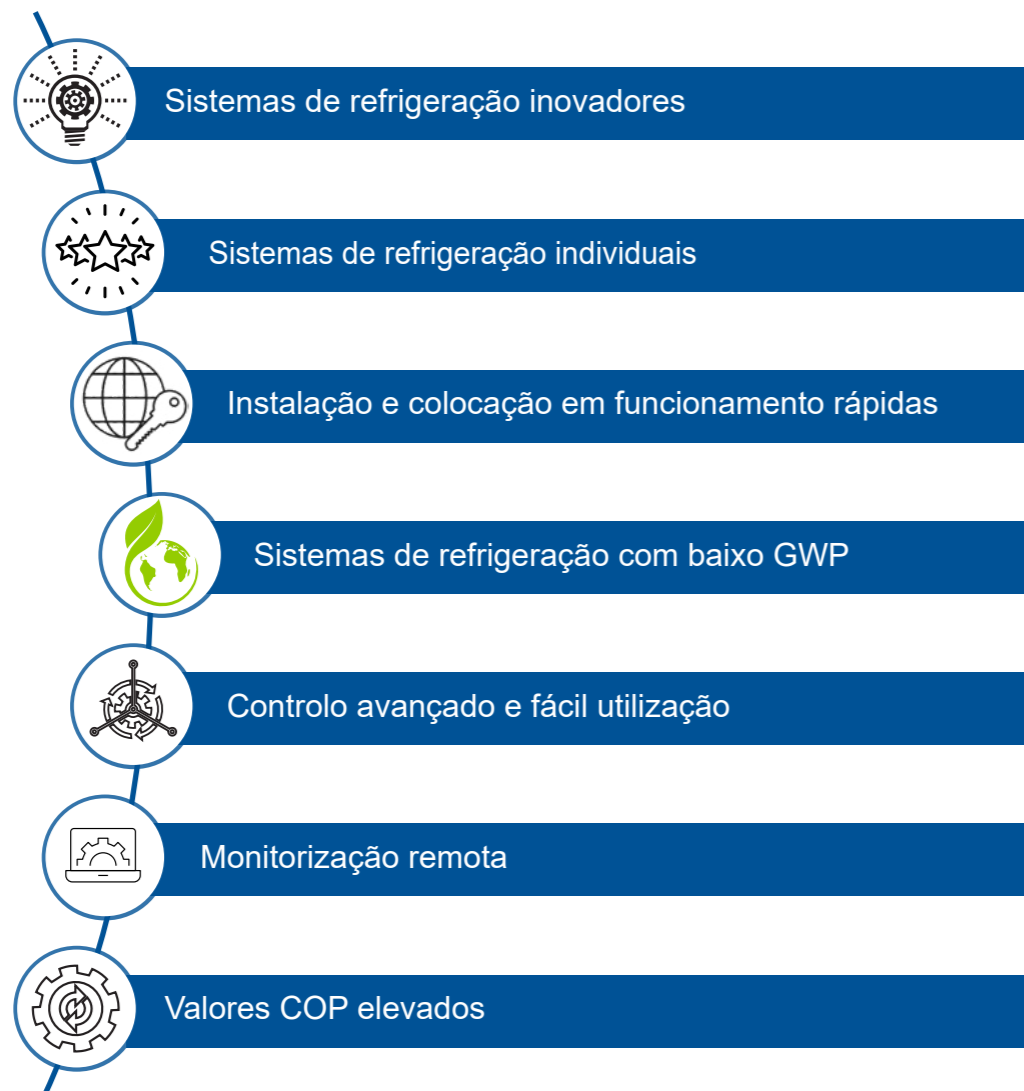 Sistemas de refrigeração inovadores
Sistemas de refrigeração individuais
Instalação e colocação em funcionamento rápidas
Sistemas de refrigeração com baixo GWP
Controlo avançado e fácil utilização
Monitorização remota
Valores COP elevados